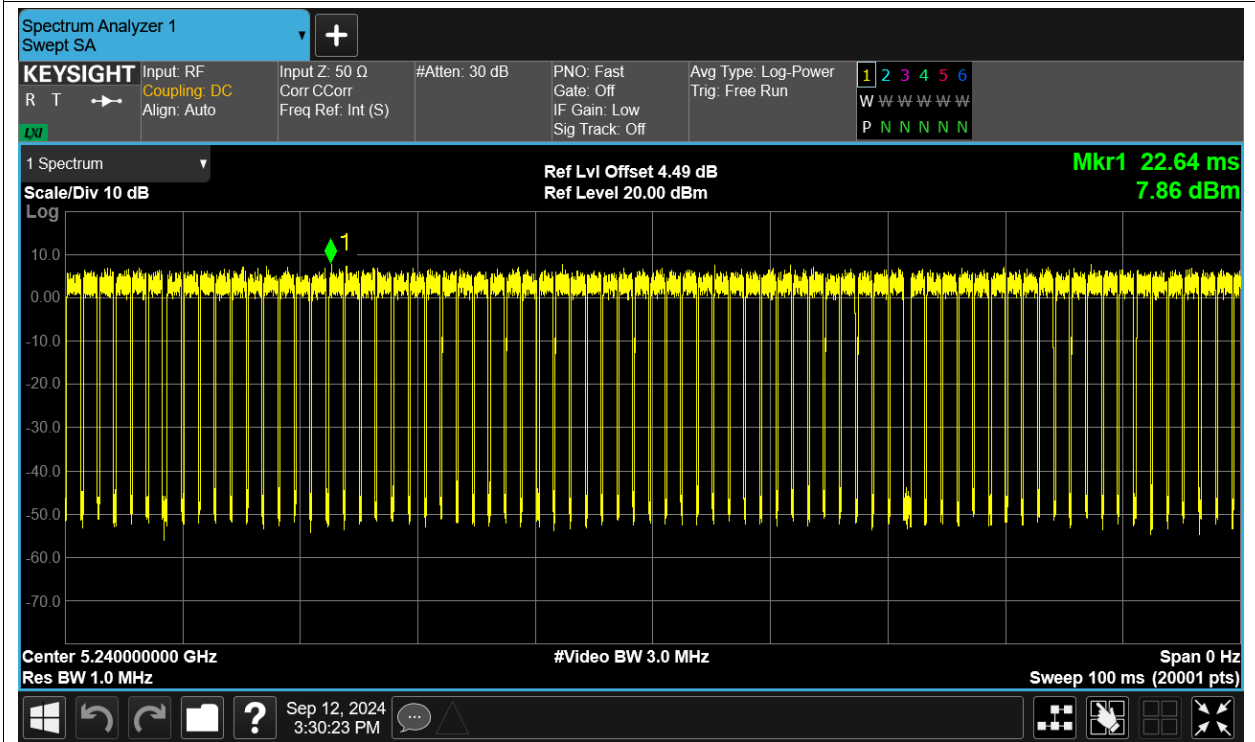 Spectrum Analyzer 1
Swept SA
KEYSIGHT
R T
LXI
Input: RF
Coupling: DC
Align: Auto
Input Z: 50 Ω
Corr CCorr
Freq Ref: Int (S)
#Atten: 30 dB
PNO: Fast
Gate: Off
IF Gain: Low
Sig Track: Off
Avg Type: Log-Power
Trig: Free Run
1 2 3 4 5 6
W W W W W W
P N N N N N
1 Spectrum
Scale/Div 10 dB
Log
Ref Lvl Offset 4.49 dB
Ref Level 20.00 dBm
Mkr1 22.64 ms
7.86 dBm
1
10.0
0.00
-10.0
-20.0
-30.0
-40.0
-50.0
-60.0
-70.0
Center 5.240000000 GHz
Res BW 1.0 MHz
#Video BW 3.0 MHz
Span 0 Hz
Sweep 100 ms (20001 pts)
?
Sep 12, 2024
3:30:23 PM